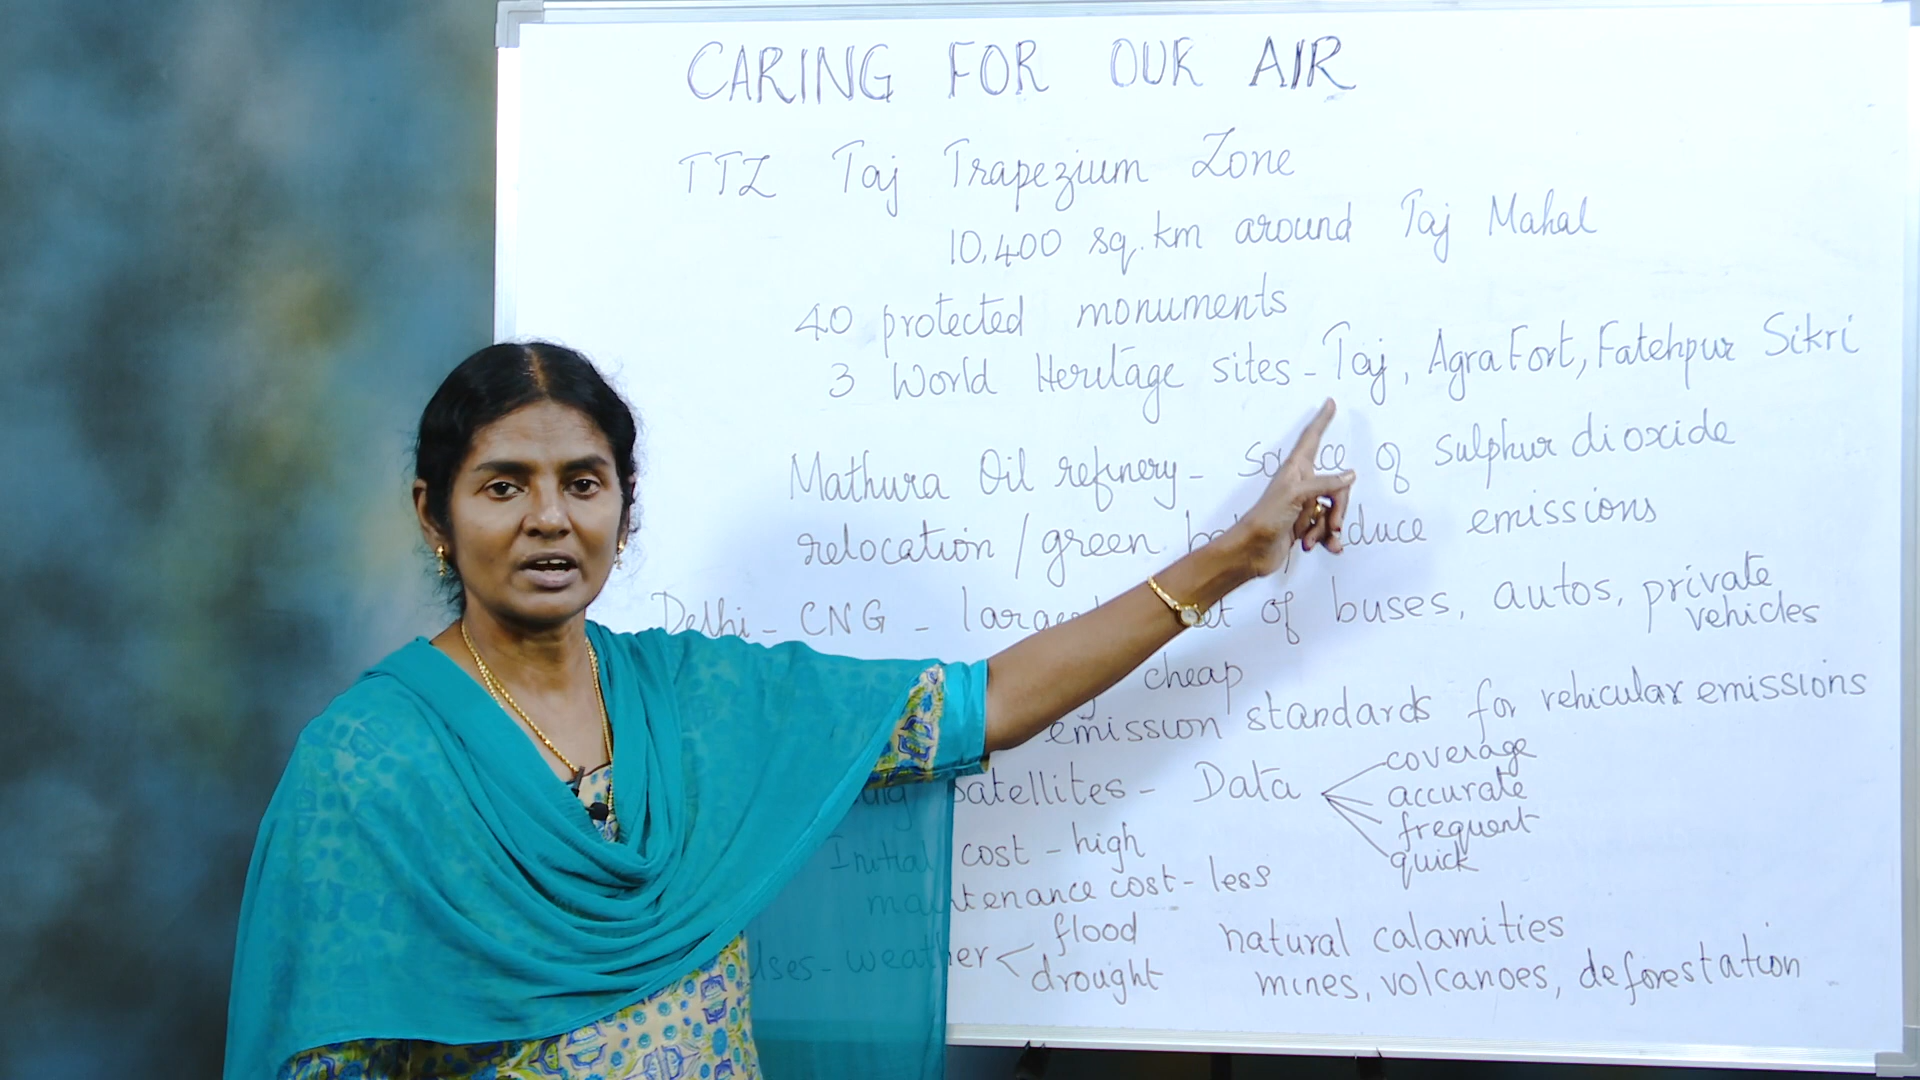 CARING FOR OUR AIR
TTZ Taj Trapezium Zone
10,400 sq.km around Taj Mahal
40 protected monuments
3 World Heritage sites - Taj, Agra Fort, Fatehpur Sikri
Mathura Oil refinery - of sulphur dioxide
relocation / green emissions
Delhi - CNG - of buses, autos, private
vehicles
cheap
emission standards for vehicular emissions
satellites - Data
coverage
accurate
frequent
quick
Initial cost - high
maintenance cost - less
Uses - weather
flood
drought
natural calamities
mines, volcanoes, deforestation